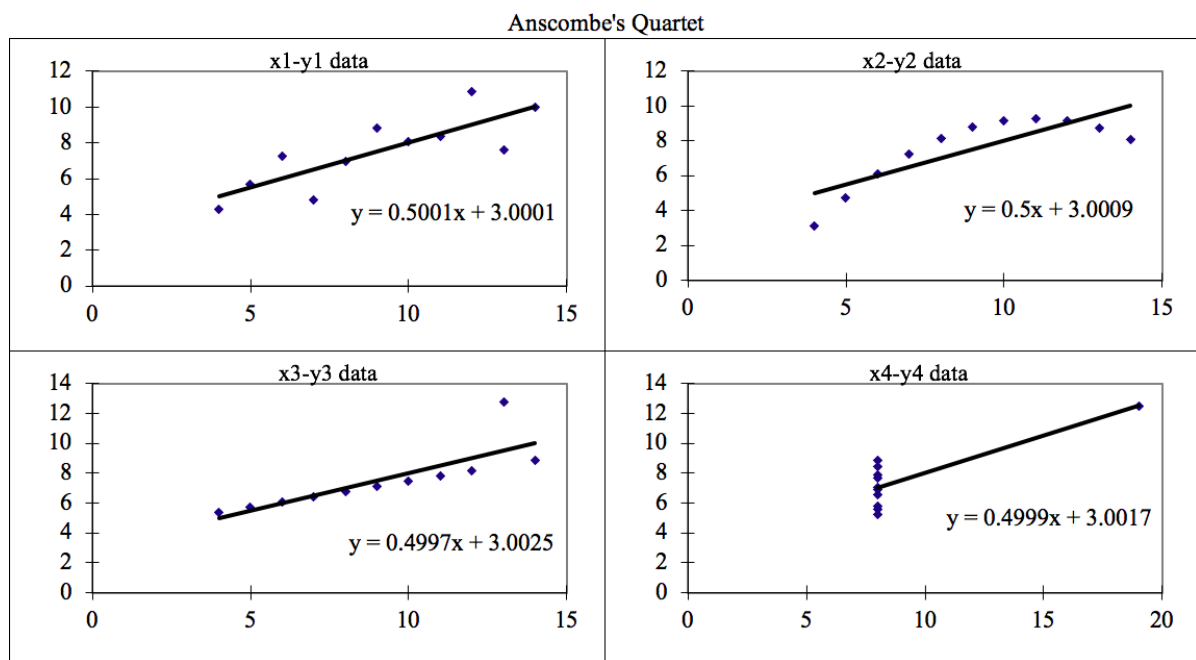 Anscombe's Quartet
x1-y1 data
12
10
8
6
4
2
0
y = 0.5001x + 3.0001
0 5 10 15
x2-y2 data
12
10
8
6
4
2
0
y = 0.5x + 3.0009
0 5 10 15
x3-y3 data
14
12
10
8
6
4
2
0
y = 0.4997x + 3.0025
0 5 10 15
x4-y4 data
14
12
10
8
6
4
2
0
y = 0.4999x + 3.0017
0 5 10 15 20